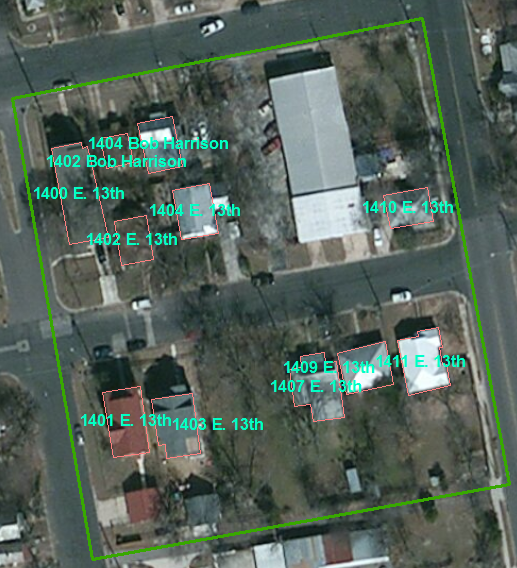 1404 Bob Harrison
1402 Bob Harrison
1400 E. 13th
1404 E. 13th
1410 E. 13th
1402 E. 13th
1409 E. 13th
1411 E. 13th
1407 E. 13th
1401 E. 13th
1403 E. 13th